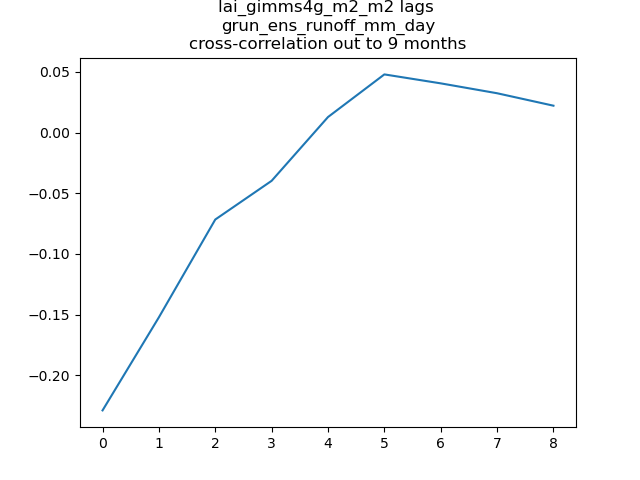 lai_gimms4g_m2_m2 lags
grun_ens_runoff_mm_day
cross-correlation out to 9 months
0.05
0.00
−0.05
−0.10
−0.15
−0.20
0 1 2 3 4 5 6 7 8